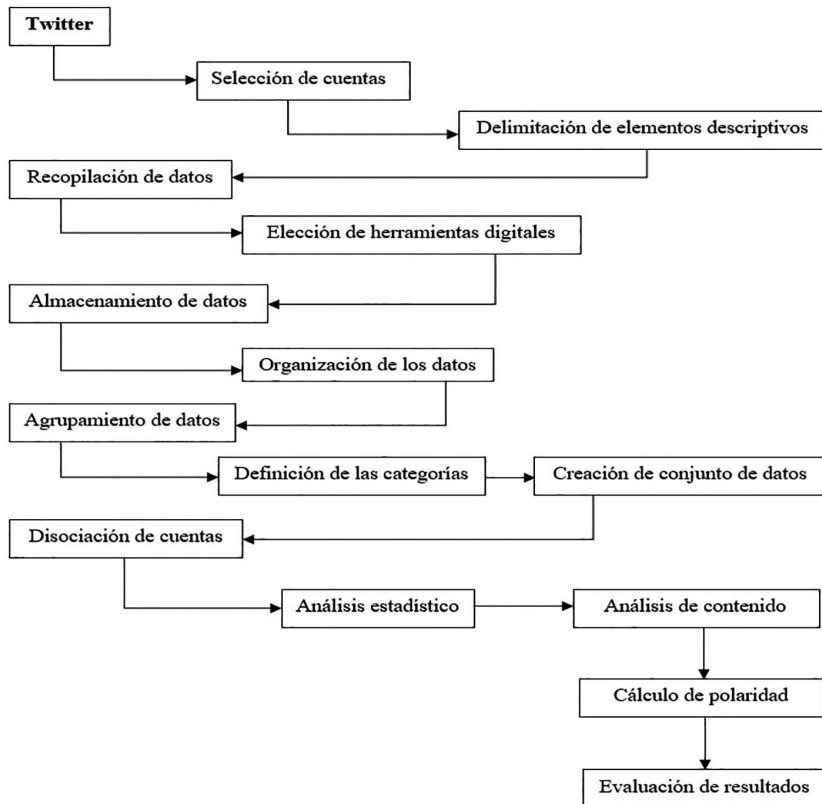 Twitter
Selección de cuentas
Delimitación de elementos descriptivos
Recopilación de datos
Elección de herramientas digitales
Almacenamiento de datos
Organización de los datos
Agrupamiento de datos
Definición de las categorías
Creación de conjunto de datos
Disociación de cuentas
Análisis estadístico
Análisis de contenido
Cálculo de polaridad
Evaluación de resultados